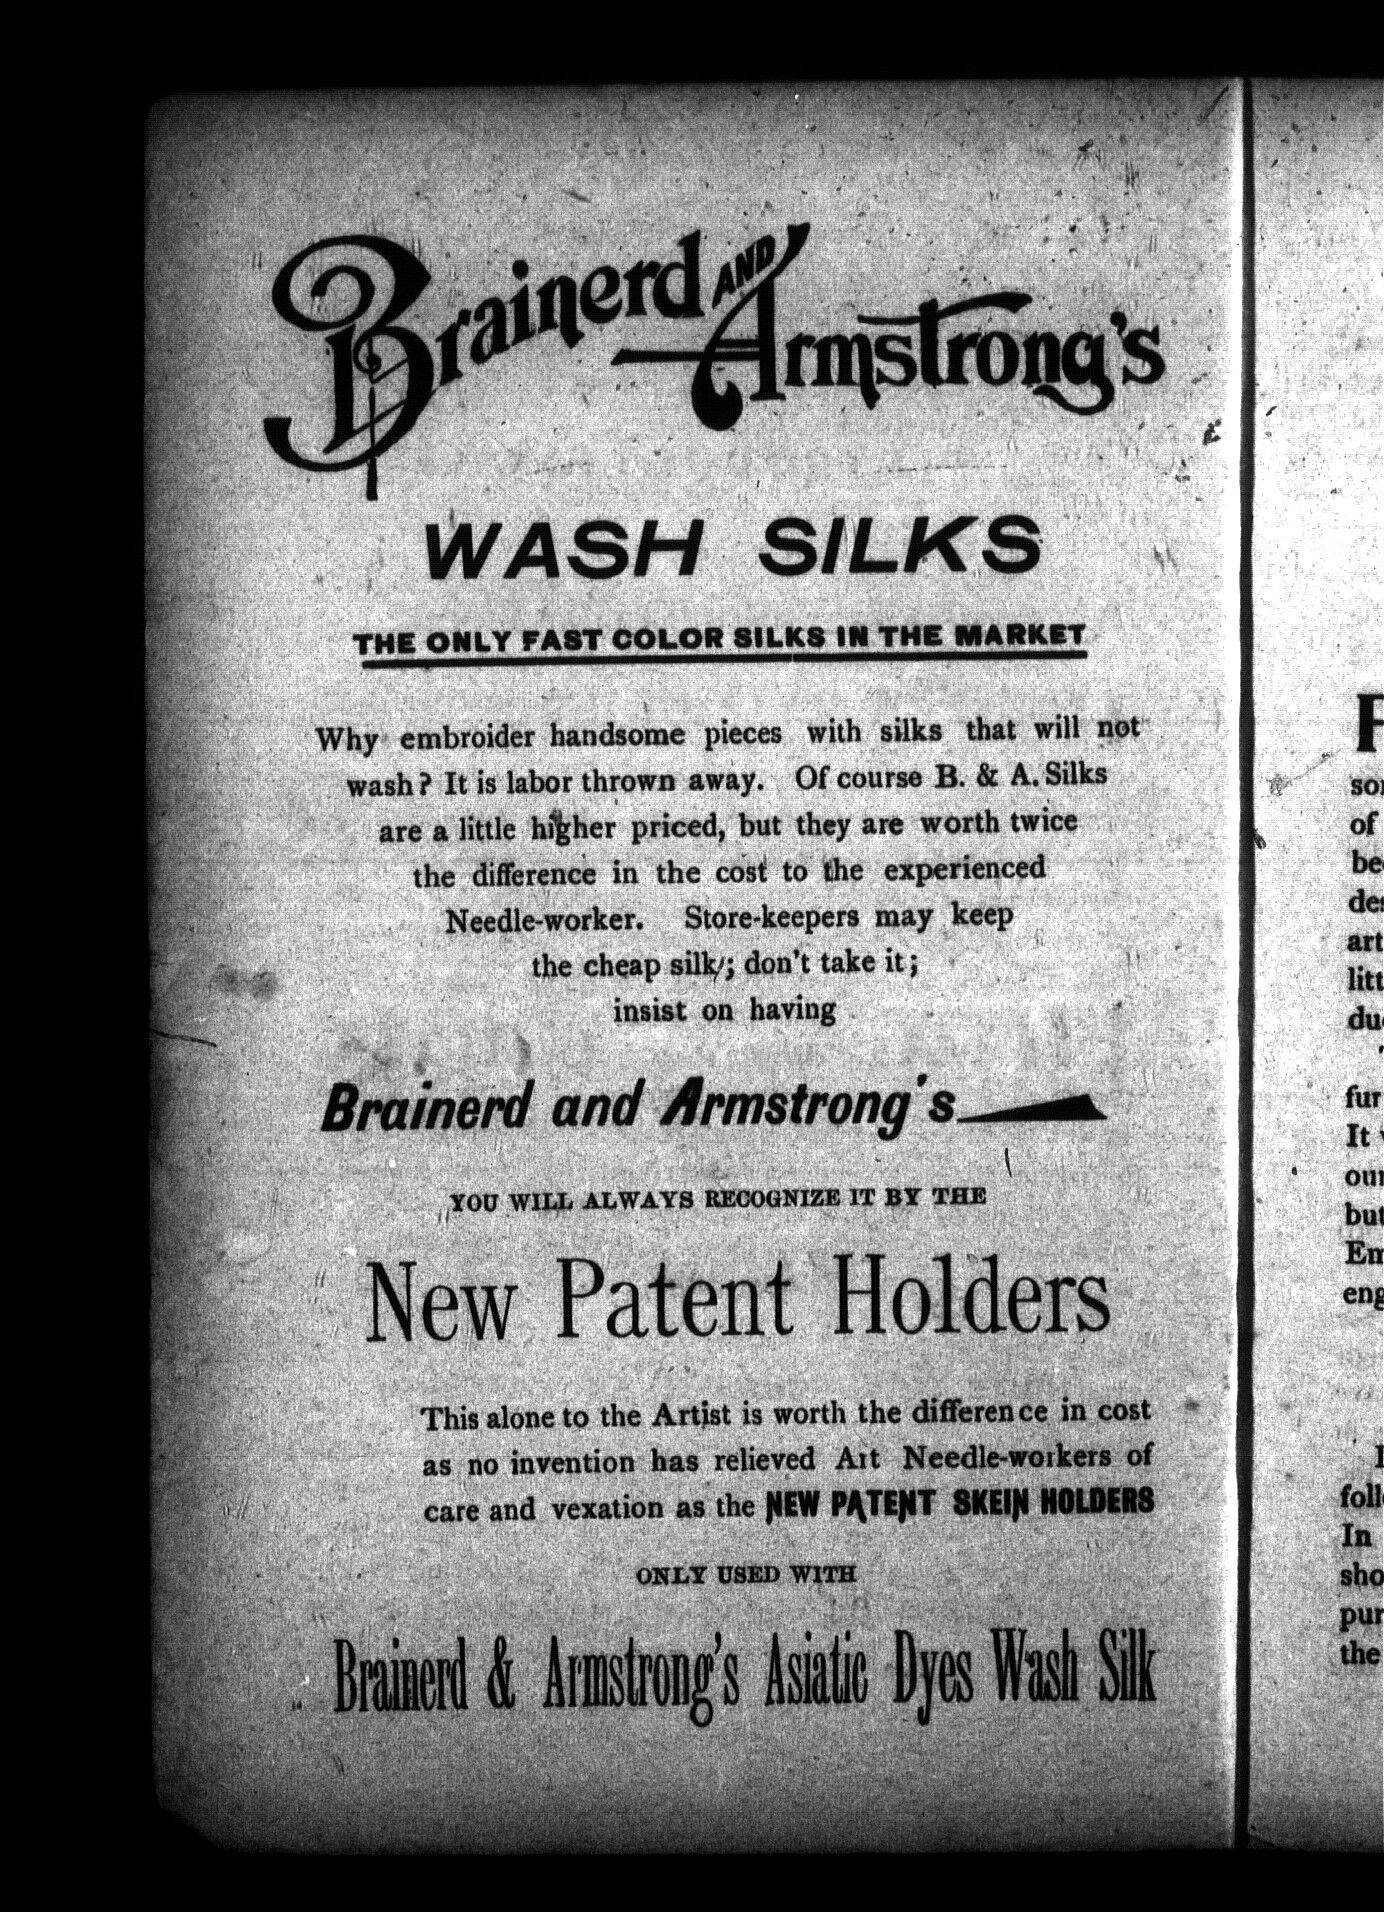 Brainerd AND Armstrong's
WASH SILKS
THE ONLY FAST COLOR SILKS IN THE MARKET
Why embroider handsome pieces with silks that will not
wash? It is labor thrown away. Of course B. & A. Silks
are a little higher priced, but they are worth twice
the difference in the cost to the experienced
Needle-worker. Store-keepers may keep
the cheap silk; don't take it;
insist on having
Brainerd and Armstrong's
YOU WILL ALWAYS RECOGNIZE IT BY THE
New Patent Holders
This alone to the Artist is worth the difference in cost
as no invention has relieved Art Needle-workers of
care and vexation as the NEW PATENT SKEIN HOLDERS
ONLY USED WITH
Brainerd & Armstrong's Asiatic Dyes Wash Silk
of
It
In
the